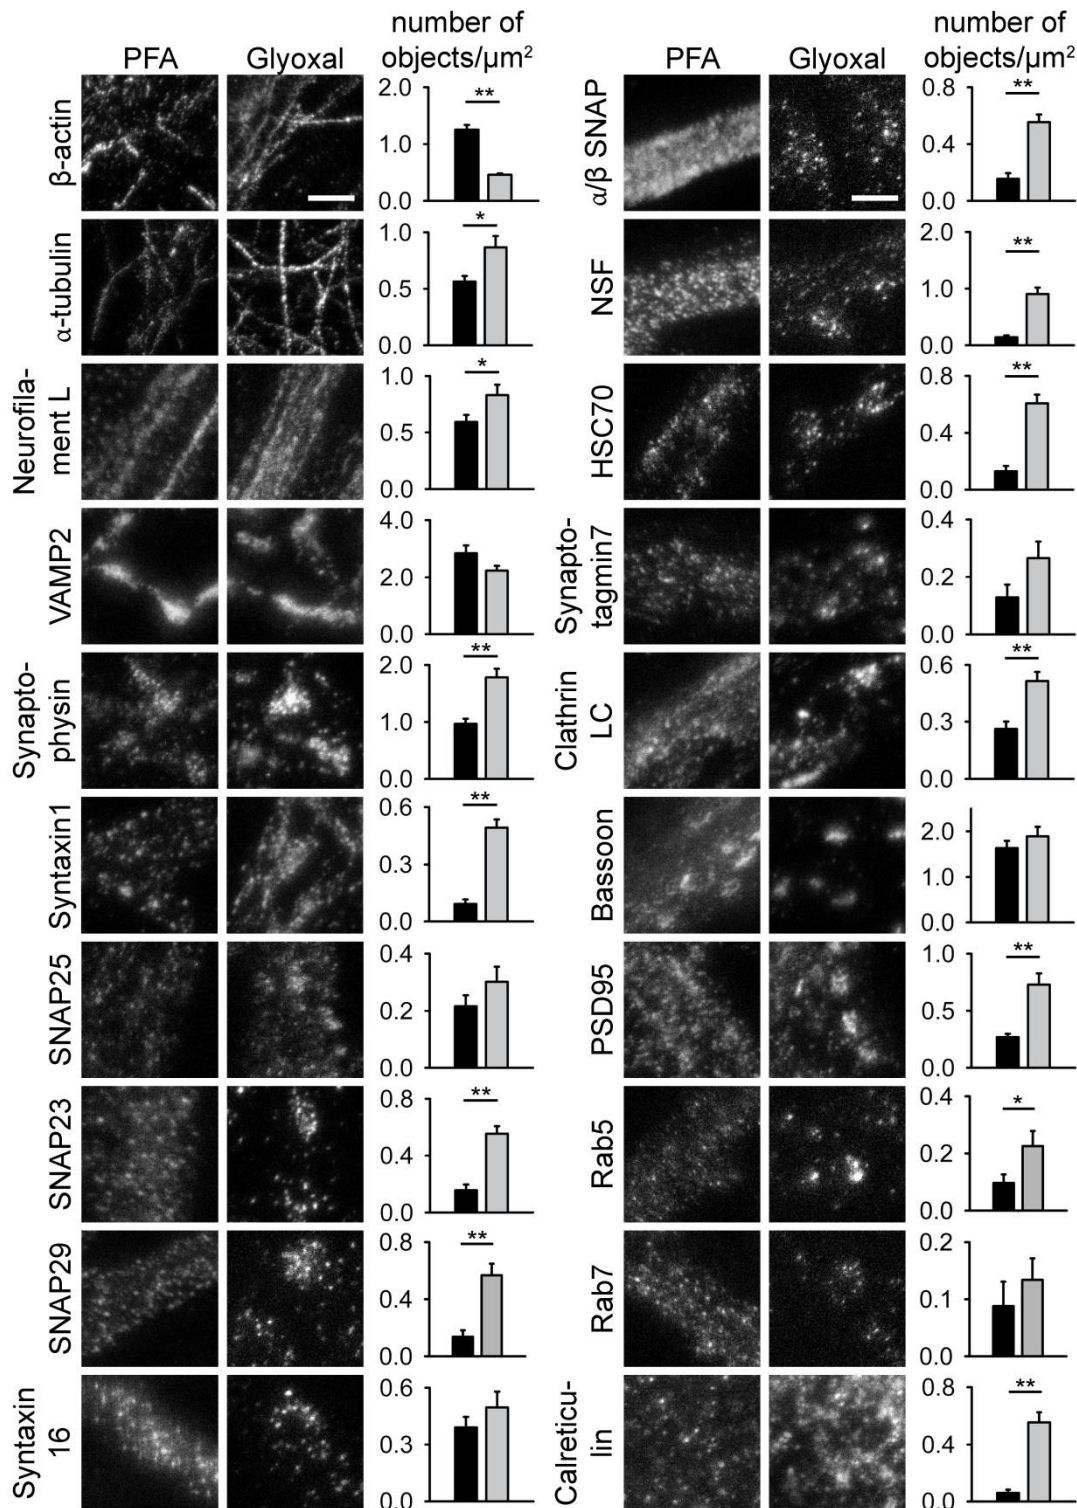 number of
objects/µm²
PFA
Glyoxal
β-actin
2.0
1.0
0.0
**
α-tubulin
1.0
0.5
0.0
*
Neurofila-
ment L
1.0
0.5
0.0
*
VAMP2
4.0
2.0
0.0
Synapto-
physin
2.0
1.0
0.0
**
Syntaxin1
0.6
0.3
0.0
**
SNAP25
0.4
0.2
0.0
SNAP23
0.8
0.4
0.0
**
SNAP29
0.8
0.4
0.0
**
Syntaxin
16
0.6
0.3
0.0
number of
objects/µm²
PFA
Glyoxal
α/β SNAP
0.8
0.4
0.0
**
NSF
2.0
1.0
0.0
**
HSC70
0.8
0.4
0.0
**
Synapto-
tagmin7
0.4
0.2
0.0
Clathrin
LC
0.6
0.3
0.0
**
Bassoon
2.0
1.0
0.0
PSD95
1.0
0.5
0.0
**
Rab5
0.4
0.2
0.0
*
Rab7
0.2
0.1
0.0
Calreticu-
lin
0.8
0.4
0.0
**